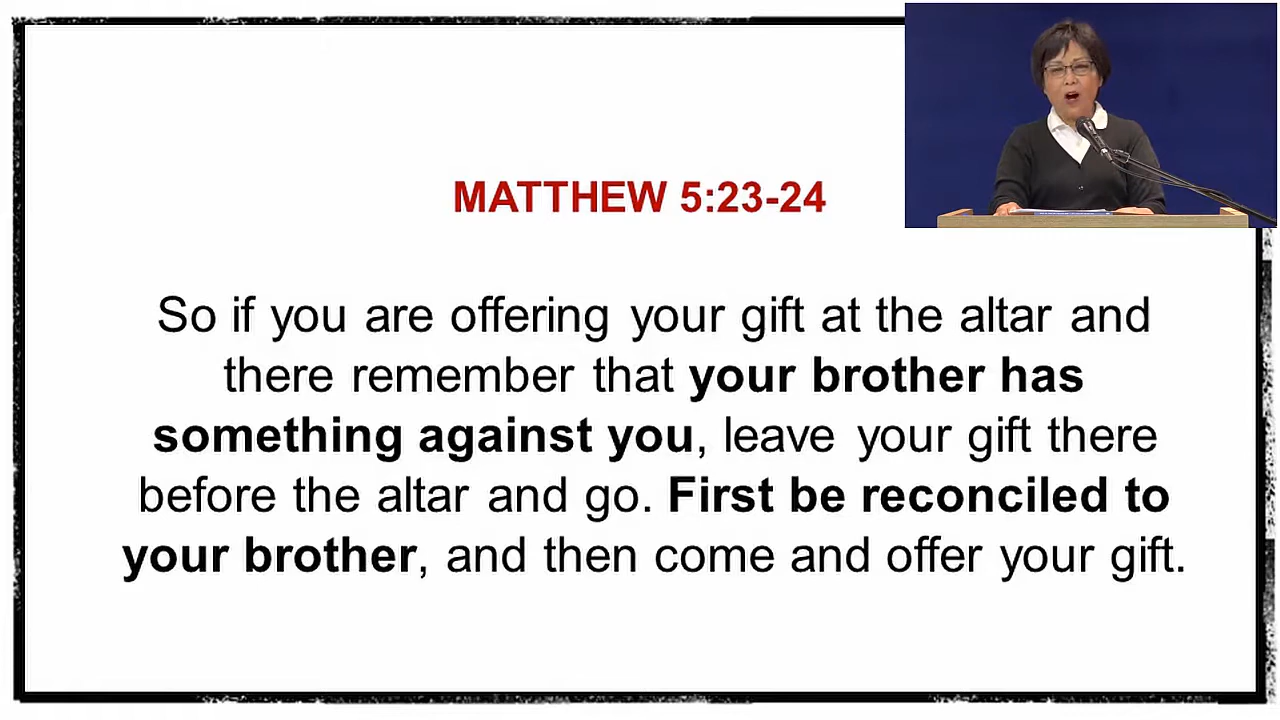 MATTHEW 5:23-24
So if you are offering your gift at the altar and
there remember that your brother has
something against you, leave your gift there
before the altar and go. First be reconciled to
your brother, and then come and offer your gift.